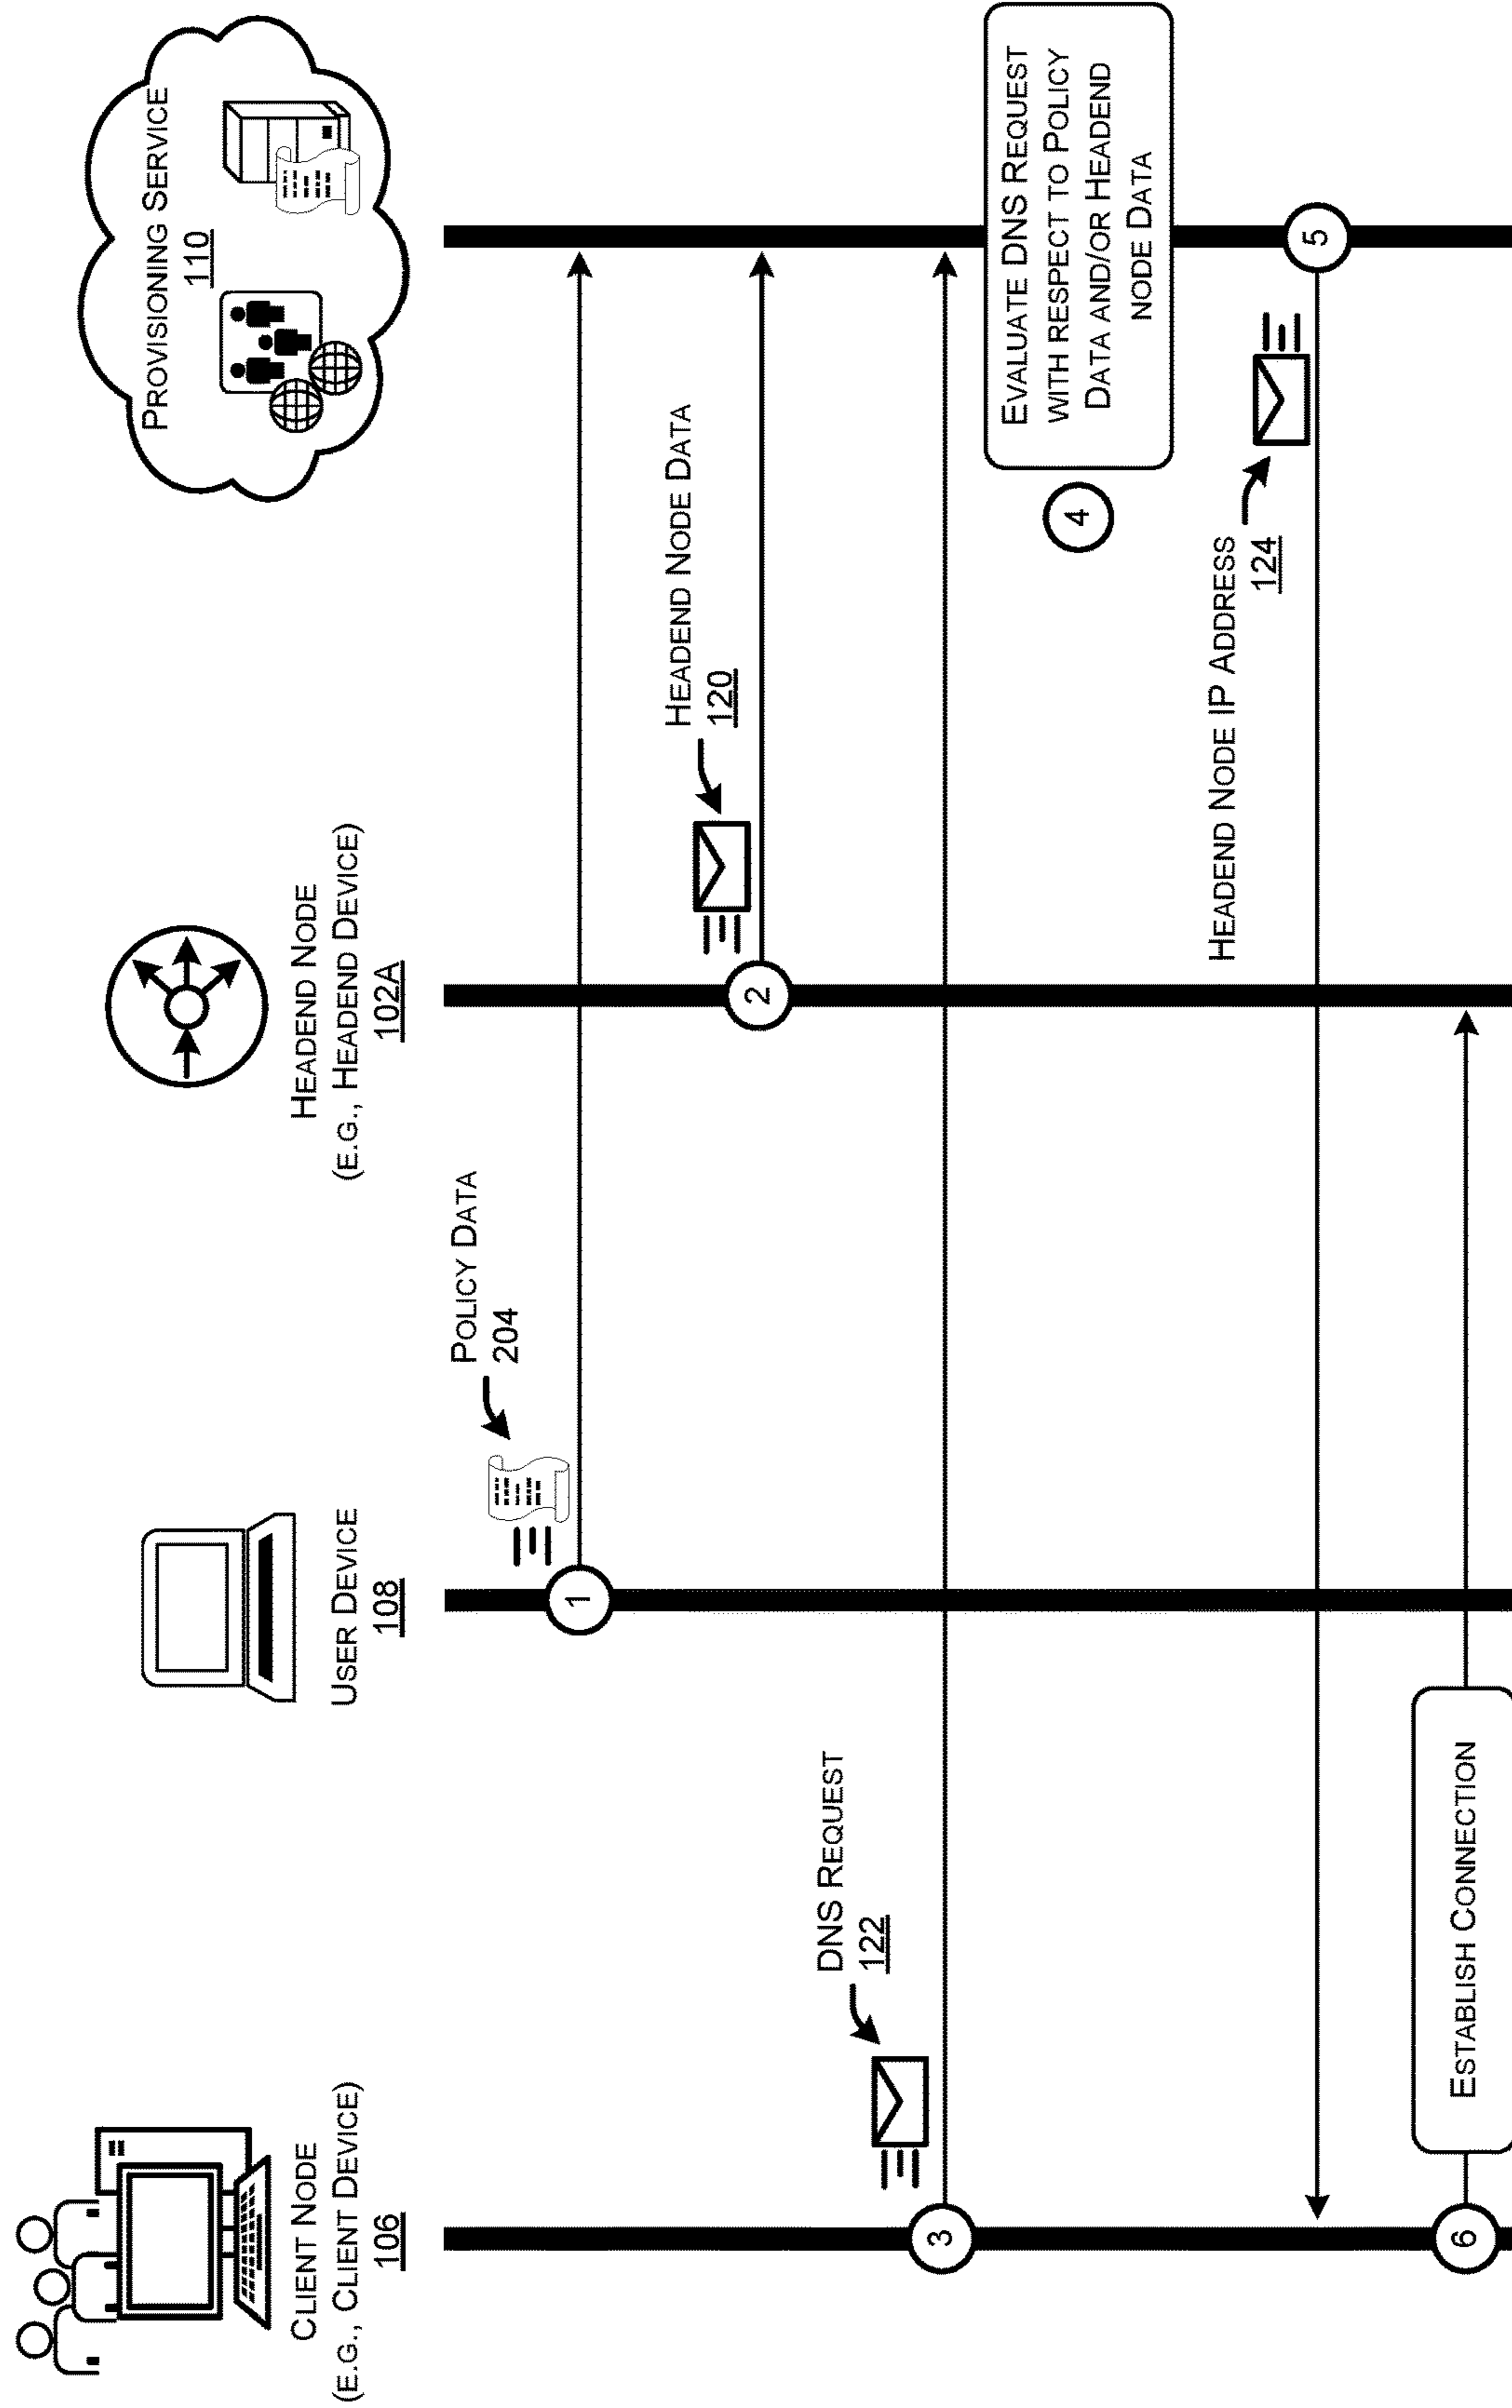 CLIENT NODE
(E.G., CLIENT DEVICE)
106
USER DEVICE
108
HEADEND NODE
(E.G., HEADEND DEVICE)
102A
PROVISIONING SERVICE
110
POLICY DATA
204
1
HEADEND NODE DATA
120
2
DNS REQUEST
122
3
EVALUATE DNS REQUEST
WITH RESPECT TO POLICY
DATA AND/OR HEADEND
NODE DATA
4
HEADEND NODE IP ADDRESS
124
5
ESTABLISH CONNECTION
6